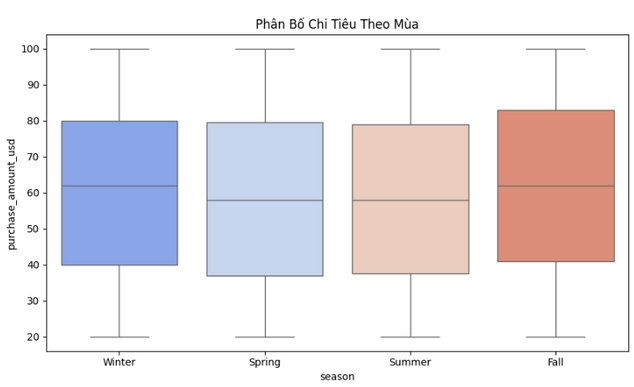 Phân Bố Chi Tiêu Theo Mùa
purchase_amount_usd
100
90
80
70
60
50
40
30
20
Winter Spring Summer Fall
season